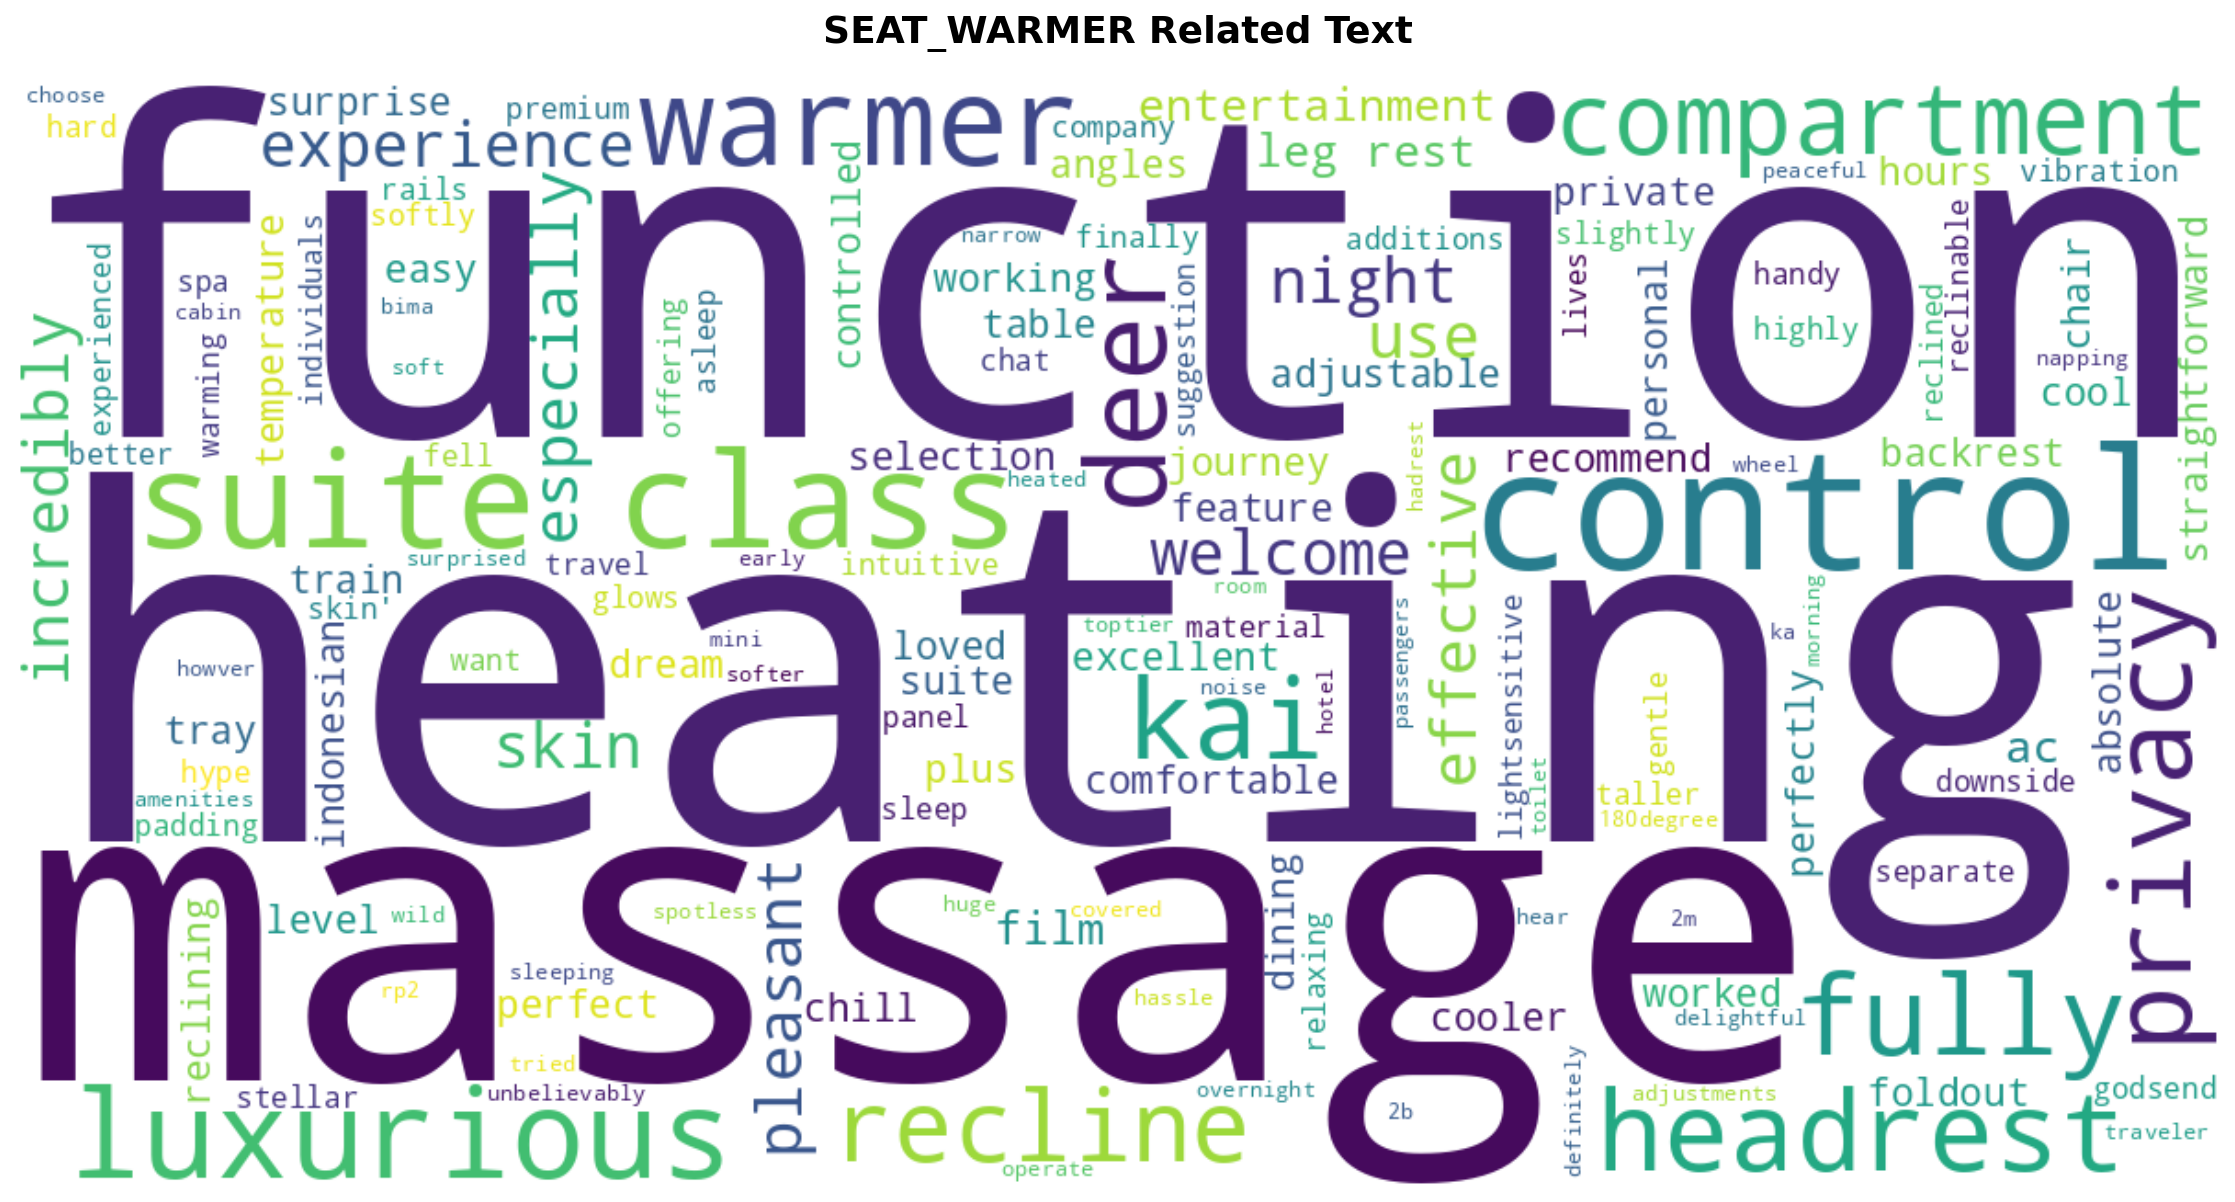 SEAT_WARMER Related Text
choose
hard
surprise
experience
premium
warmer
company
angles
entertainment
leg rest
compartment
peaceful
hours
vibration
function
rails
softly
especially
controlled
private
slightly
experienced
spa
cabin
warming
temperature
individuals
easy
bima
soft
offering
asleep
narrow
finally
working
table
chat
deer
suggestion
additions
night
use
adjustable
lives
personal
handy
highly
reclined
reclinable
chair
napping
cool
straightforward
incredibly
better
fell
suite class
selection
heated
journey
feature
welcome
hadrest
effective
recommend
wheel
backrest
control
heating
train
skin'
surprised
travel
early
intuitive
glows
room
indonesian
howver
tray
hype
amenities
padding
want
dream
skin
mini
softer
loved
suite
panel
plus
sleep
toptier
material
excellent
kai
noise
hotel
comfortable
passengers
lightsensitive
toilet
gentle
taller
180degree
ka
morning
perfectly
absolute
ac
downside
privacy
separate
massage
reclining
level
wild
rp2
sleeping
perfect
tried
spotless
pleasant
chill
huge
film
covered
hassle
dining
relaxing
hear
2m
cooler
worked
delightful
fully
stellar
unbelievably
luxurious
recline
operate
overnight
2b
definitely
adjustments
foldout
godsend
headrest
traveler